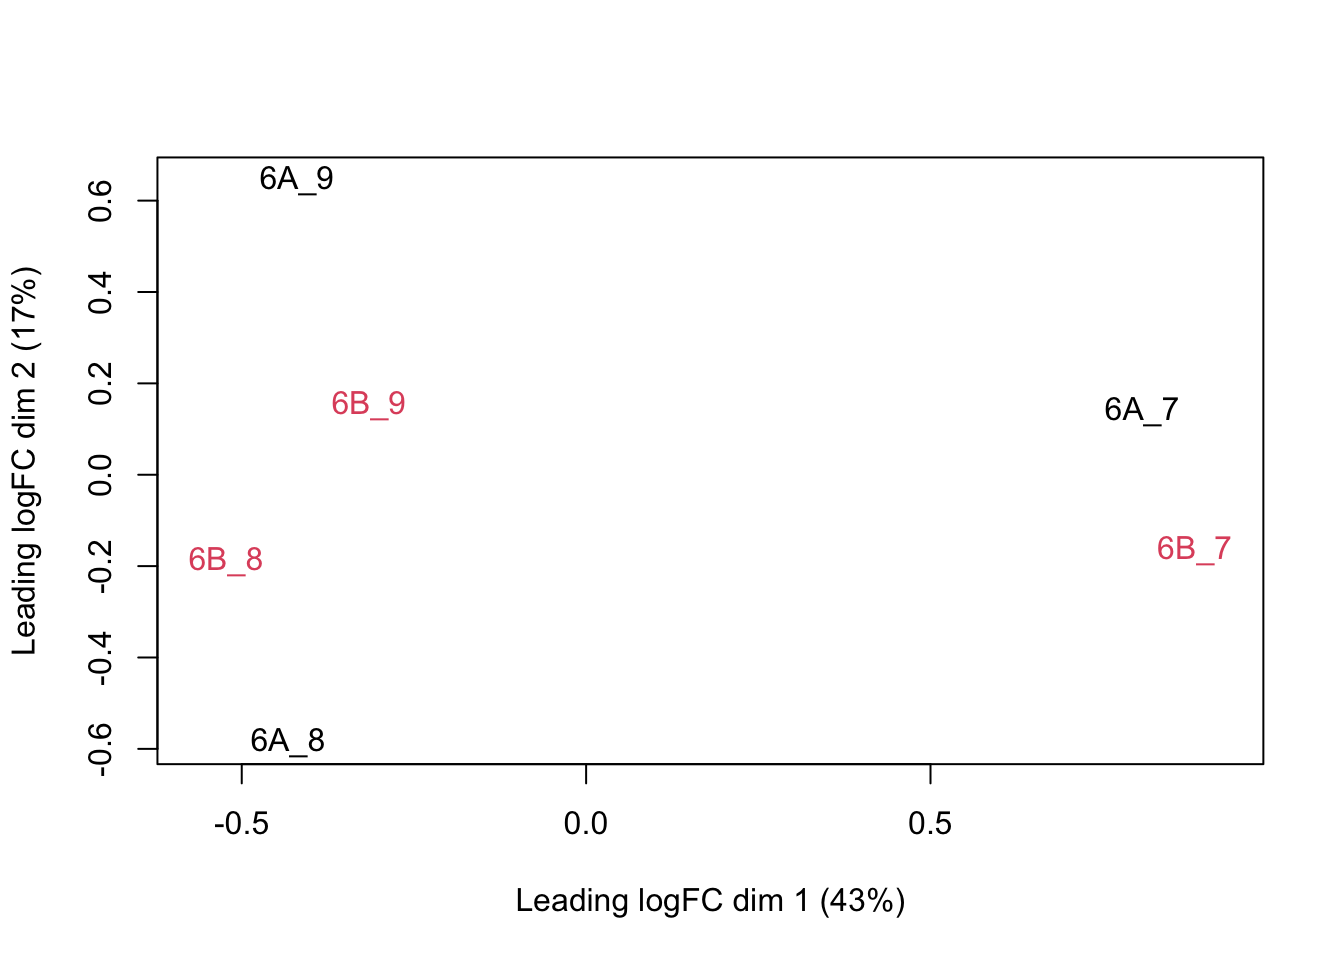 6A_9
6B_9
6A_7
6B_8
6B_7
6A_8
0.6
0.4
0.2
0.0
-0.2
-0.4
-0.6
Leading logFC dim 2 (17%)
-0.5 0.0 0.5
Leading logFC dim 1 (43%)